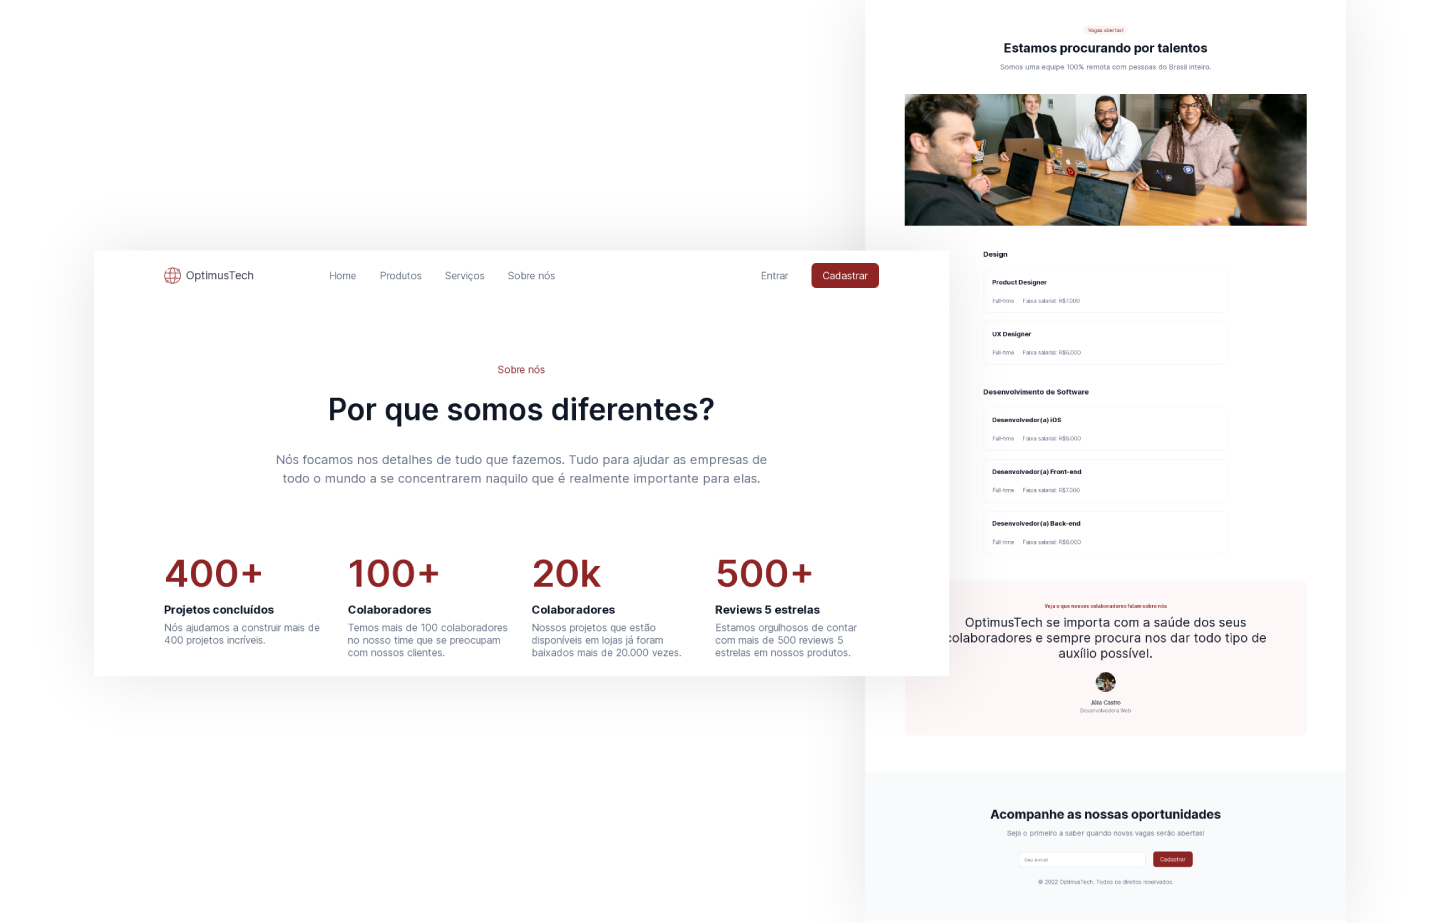 OptimusTech
Home
Produtos
Serviços
Sobre nós
Entrar
Cadastrar
Sobre nós
Por que somos diferentes?
Nós focamos nos detalhes de tudo que fazemos. Tudo para ajudar as empresas de
todo o mundo a se concentrarem naquilo que é realmente importante para elas.
400+
Projetos concluídos
Nós ajudamos a construir mais de
400 projetos incríveis.
100+
Colaboradores
Temos mais de 100 colaboradores
no nosso time que se preocupam
com nossos clientes.
20k
Colaboradores
Nossos projetos que estão
disponíveis em lojas já foram
baixados mais de 20.000 vezes.
500+
Reviews 5 estrelas
Estamos orgulhosos de contar
com mais de 500 reviews 5
estrelas em nossos produtos.
Vagas abertas!
Estamos procurando por talentos
Somos uma equipe 100% remota com pessoas do Brasil inteiro.
Design
Product Designer
Full-time Faixa salarial: R$7.000
UX Designer
Full-time Faixa salarial: R$6.000
Desenvolvimento de Software
Desenvolvedor(a) iOS
Full-time Faixa salarial: R$8.000
Desenvolvedor(a) Front-end
Full-time Faixa salarial: R$7.000
Desenvolvedor(a) Back-end
Full-time Faixa salarial: R$8.000
Veja o que nossos colaboradores falam sobre nós
OptimusTech se importa com a saúde dos seus
colaboradores e sempre procura nos dar todo tipo de
auxílio possível.
Júlia Castro
Desenvolvedora Web
Acompanhe as nossas oportunidades
Seja o primeiro a saber quando novas vagas serão abertas!
Seu e-mail
Cadastrar
© 2022 OptimusTech. Todos os direitos reservados.